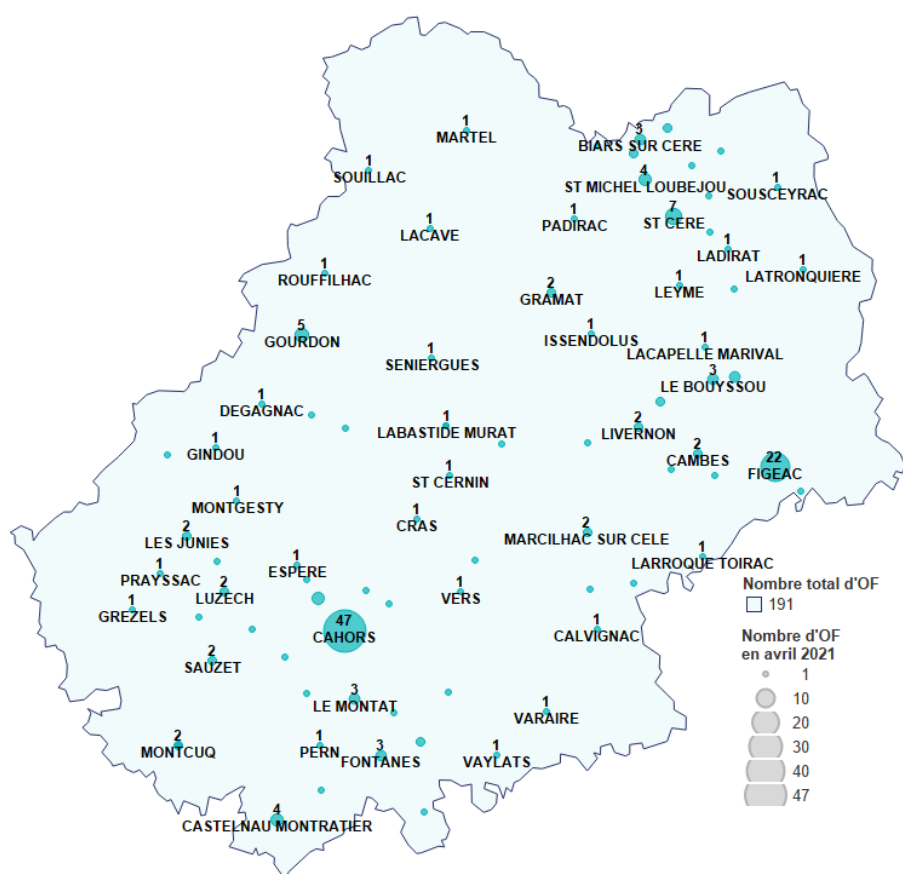 1
MARTEL
3
BIARS SUR CERE
1
SOUILLAC
4
ST MICHEL LOUBEJOU
1
SOUSCEYRAC
1
LACAVE
1
PADIRAC
7
ST CERE
1
LADIRAT
1
ROUFFILHAC
2
GRAMAT
1
LEYME
1
LATRONQUIERE
5
GOURDON
1
SENIERGUES
1
ISSENDOLUS
1
LACAPELLE MARIVAL
3
LE BOUYSSOU
1
DEGAGNAC
1
GINDOU
1
LABASTIDE MURAT
2
LIVERNON
2
CAMBES
22
FIGEAC
1
ST CERNIN
1
MONTGESTY
1
CRAS
2
LES JUNIES
2
MARCILHAC SUR CELE
1
LARROQUE TOIRAC
1
PRAYSSAC
1
ESPERE
2
LUZECH
1
GREZELS
1
VERS
47
CAHORS
1
CALVIGNAC
2
SAUZET
3
LE MONTAT
1
VARAIRE
2
MONTCUQ
1
PERN
3
FONTANES
1
VAYLATS
4
CASTELNAU MONTRATIER
Nombre total d'OF
191
Nombre d'OF
en avril 2021
1
10
20
30
40
47